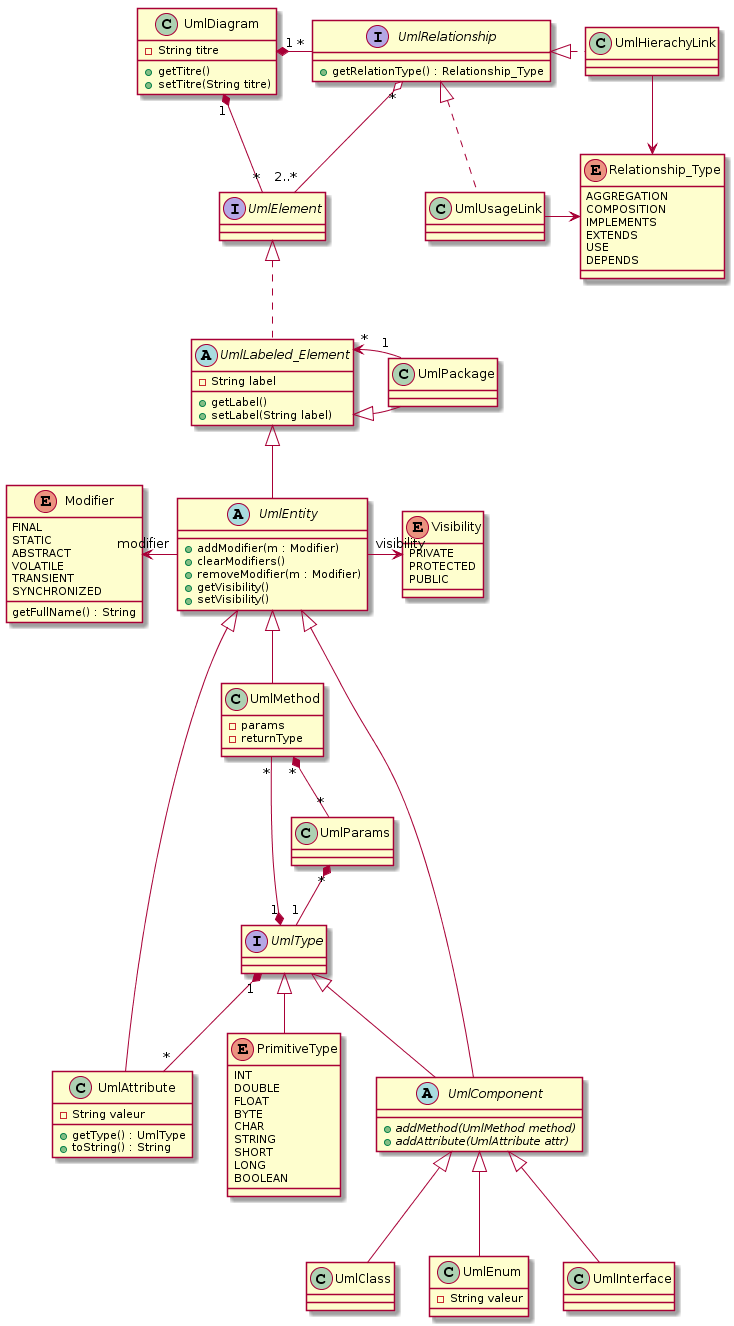 C UmlDiagram
String titre
getTitre()
setTitre(String titre)
1 *
I UmlRelationship
getRelationType() : Relationship_Type
C UmlHierachyLink
1
*
*
2..*
I UmlElement
C UmlUsageLink
E Relationship_Type
AGGREGATION
COMPOSITION
IMPLEMENTS
EXTENDS
USE
DEPENDS
A UmlLabeled_Element
String label
getLabel()
setLabel(String label)
* 1
C UmlPackage
E Modifier
FINAL
STATIC
ABSTRACT
VOLATILE
TRANSIENT
SYNCHRONIZED
getFullName() : String
modifier
A UmlEntity
addModifier(m : Modifier)
clearModifiers()
removeModifier(m : Modifier)
getVisibility()
setVisibility()
visibility
E Visibility
PRIVATE
PROTECTED
PUBLIC
C UmlMethod
params
returnType
* *
*
C UmlParams
*
1 1
I UmlType
1
*
C UmlAttribute
String valeur
getType() : UmlType
toString() : String
E PrimitiveType
INT
DOUBLE
FLOAT
BYTE
CHAR
STRING
SHORT
LONG
BOOLEAN
A UmlComponent
addMethod(UmlMethod method)
addAttribute(UmlAttribute attr)
C UmlClass
C UmlEnum
String valeur
C UmlInterface